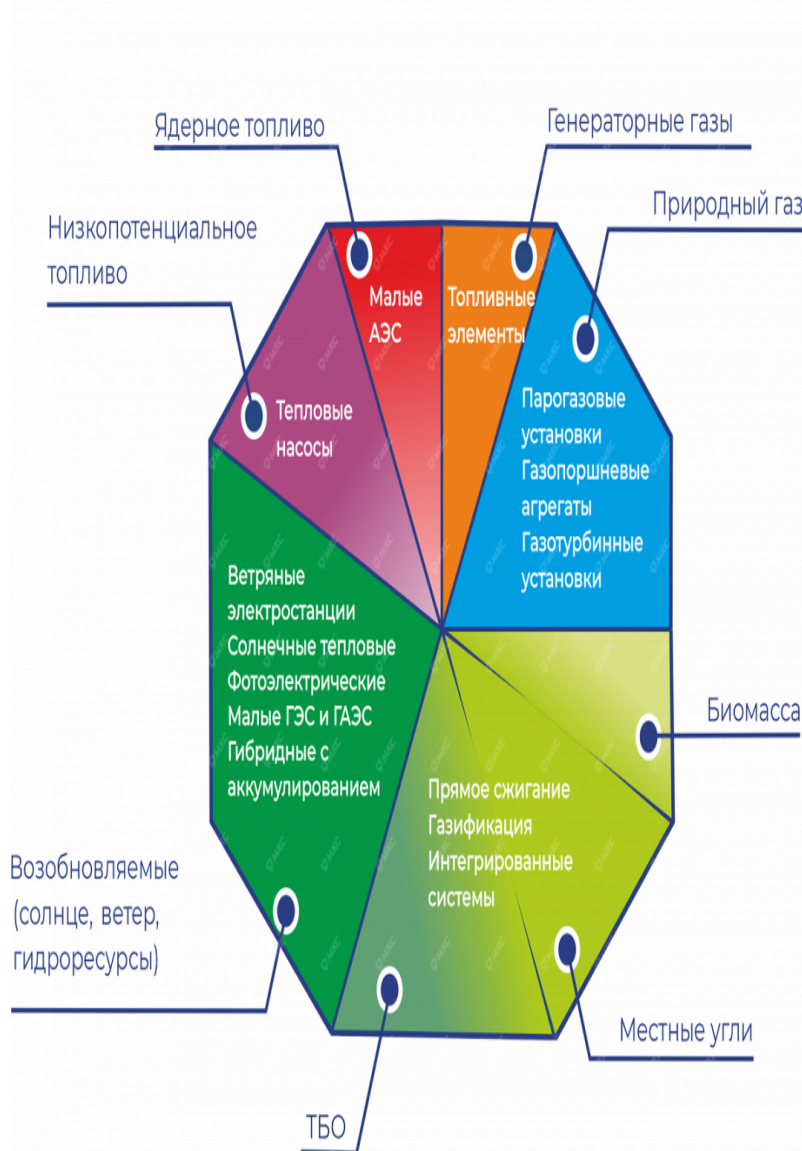 Ядерное топливо
Генераторные газы
Природный газ
Низкопотенциальное
топливо
Малые
АЭС
Топливные
элементы
Тепловые
насосы
Парогазовые
установки
Газопоршневые
агрегаты
Газотурбинные
установки
Ветряные
электростанции
Солнечные тепловые
Фотоэлектрические
Малые ГЭС и ГАЭС
Гибридные с
аккумулированием
Биомасса
Прямое сжигание
Газификация
Интегрированные
системы
Возобновляемые
(солнце, ветер,
гидроресурсы)
Местные угли
ТБО